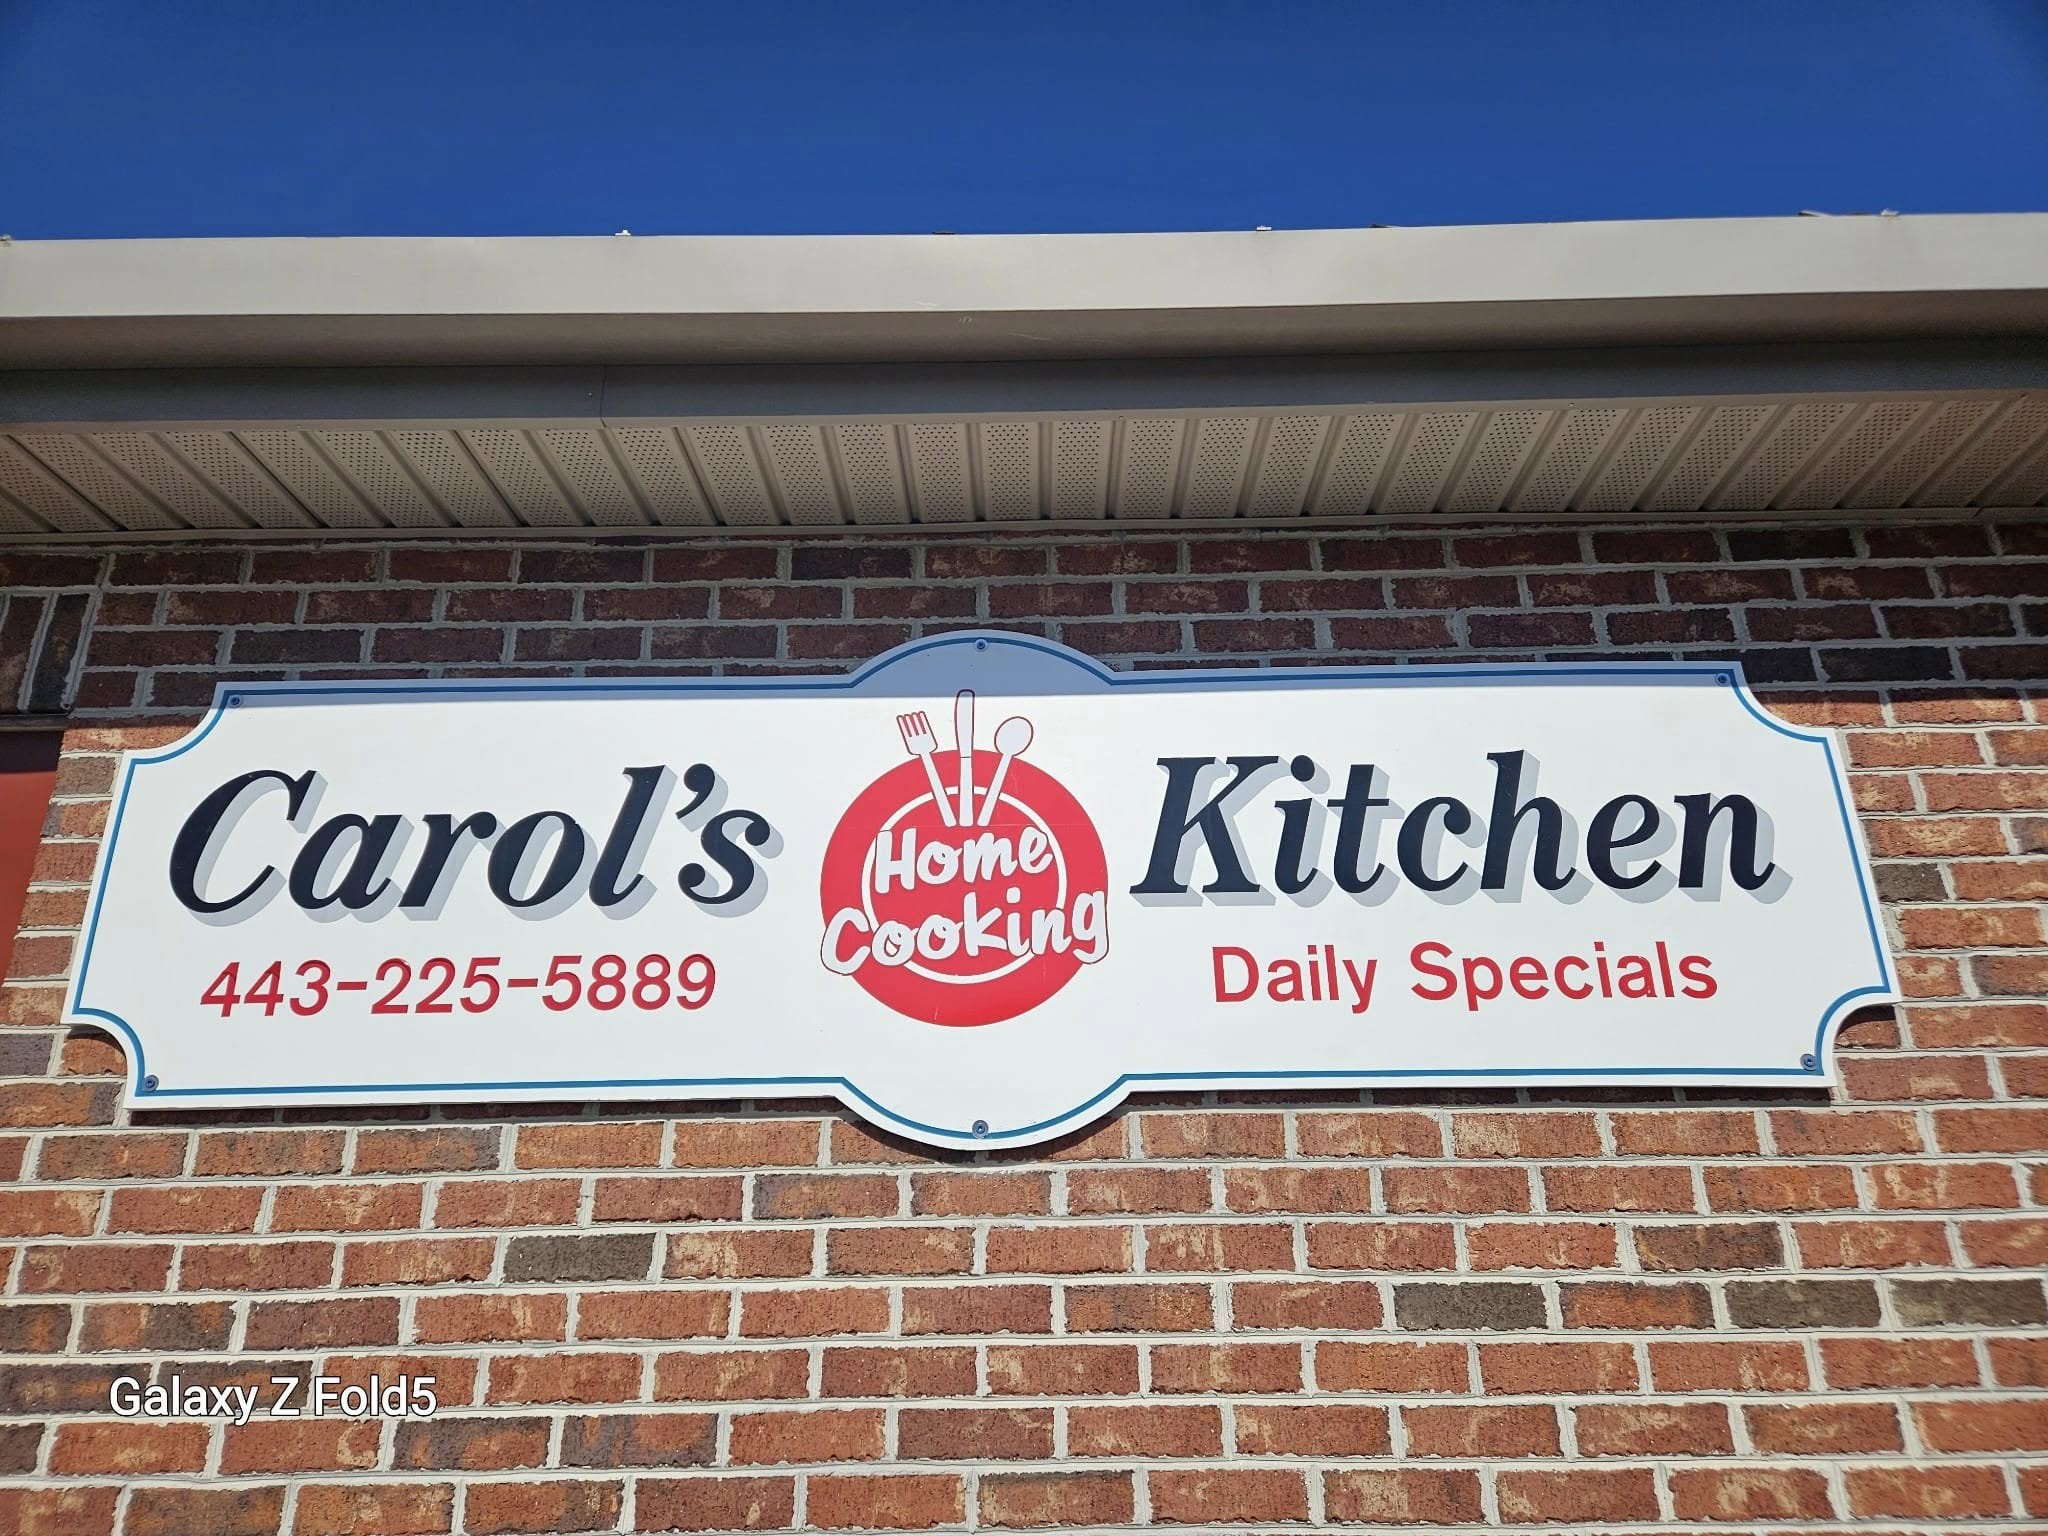 Carol's
Kitchen
Home
Cooking
443-225-5889
Daily Specials
Galaxy Z Fold5